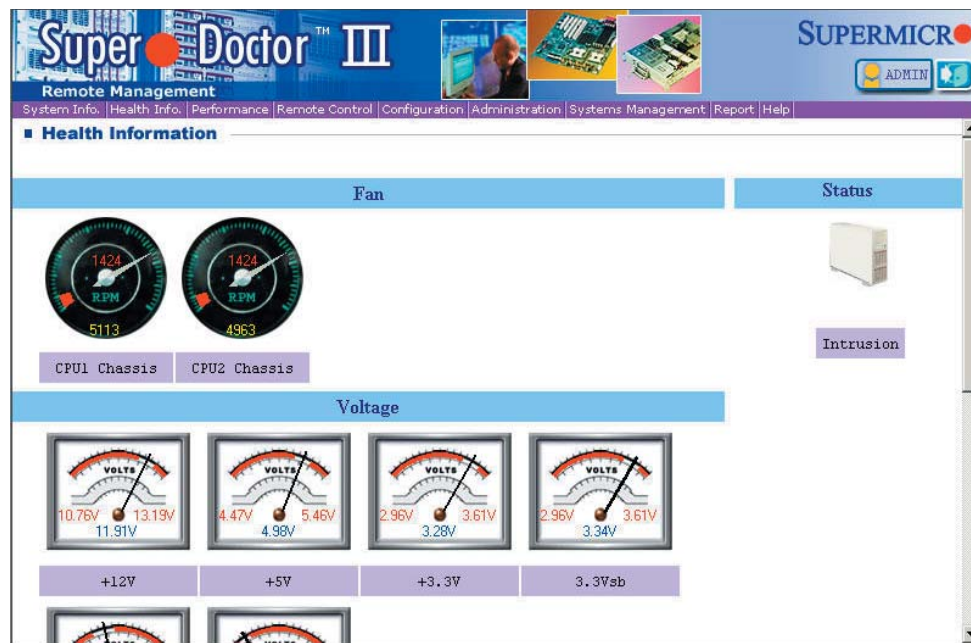 Super Doctor™ III
SUPERMICR
ADMIN
Remote Management
System Info. Health Info. Performance Remote Control Configuration Administration Systems Management Report Help
Health Information
Fan
Status
1424
RPM
5113
1424
RPM
4963
CPU1 Chassis
CPU2 Chassis
Intrusion
Voltage
VOLTS
10.76V 13.19V
11.91V
VOLTS
4.47V 5.46V
4.98V
VOLTS
2.96V 3.61V
3.28V
VOLTS
2.96V 3.61V
3.34V
+12V
+5V
+3.3V
3.3Vsb